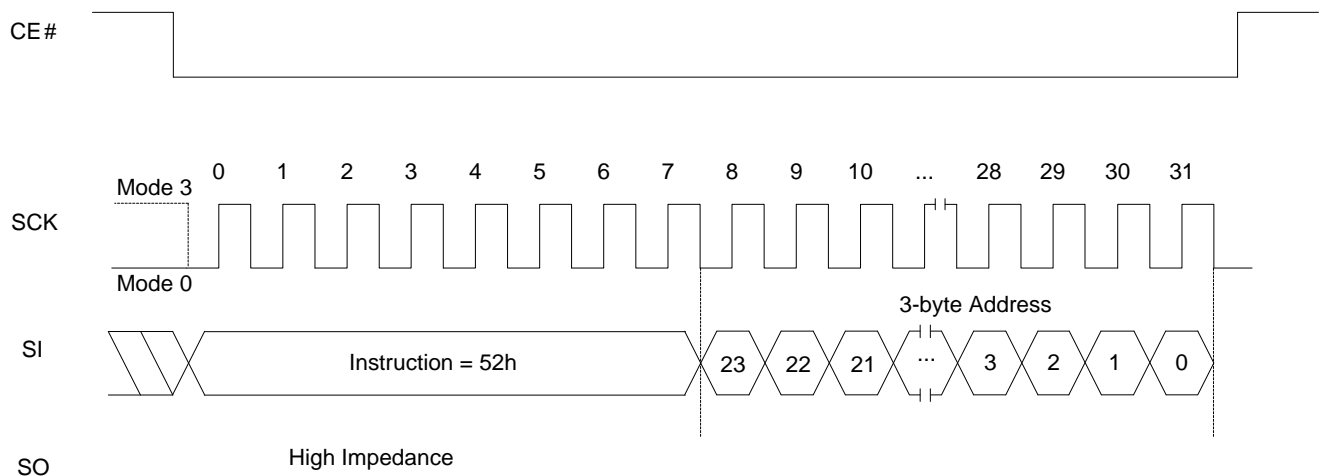 CE#
0 1 2 3 4 5 6 7 8 9 10 ... 28 29 30 31
Mode 3
SCK
Mode 0
3-byte Address
SI
Instruction = 52h
23 22 21 ... 3 2 1 0
High Impedance
SO